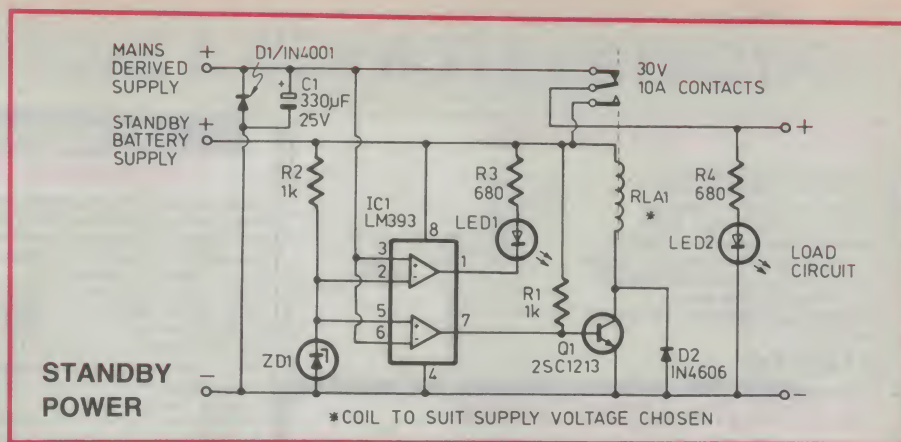 MAINS
DERIVED
SUPPLY
+
D1/IN4001
+
C1
330µF
25V
30V
10A CONTACTS
STANDBY
BATTERY
SUPPLY
+
+
R2
1k
IC1
LM393
8
R3
680
LED1
RLA1
*
R4
680
LED2
LOAD
CIRCUIT
3
2
1
5
6
7
4
+
-
+
-
R1
1k
Q1
2SC1213
D2
IN4606
ZD1
STANDBY
POWER
-
-
*COIL TO SUIT SUPPLY VOLTAGE CHOSEN